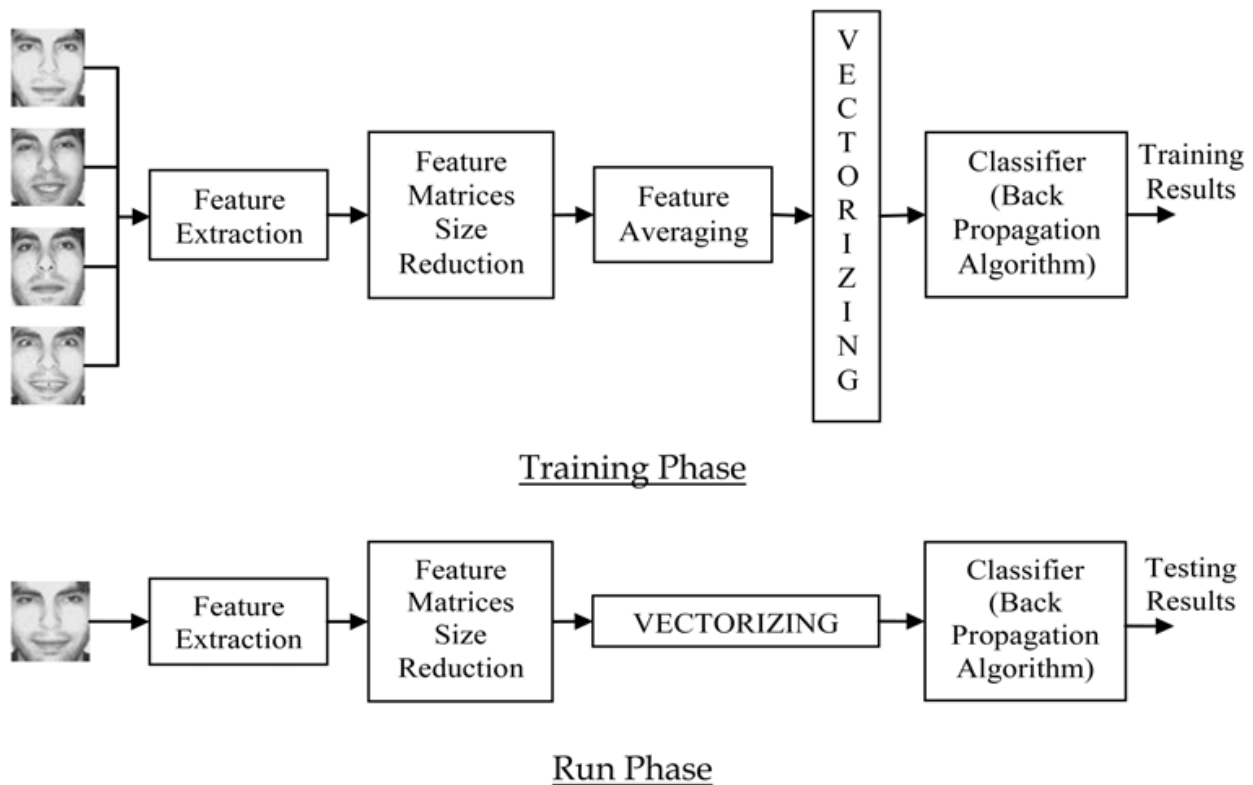 Feature
Extraction
Feature
Matrices
Size
Reduction
Feature
Averaging
VECTORIZING
Classifier
(Back
Propagation
Algorithm)
Training
Results
Training Phase
Feature
Extraction
Feature
Matrices
Size
Reduction
VECTORIZING
Classifier
(Back
Propagation
Algorithm)
Testing
Results
Run Phase